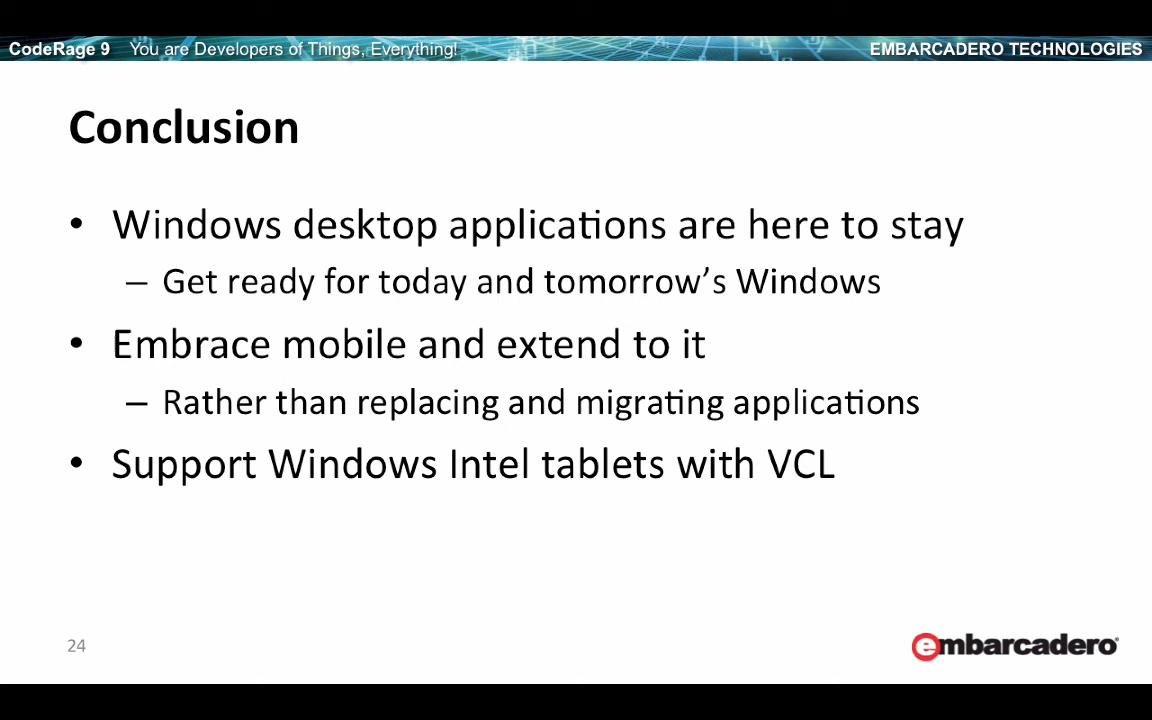 CodeRage 9 You are Developers of Things, Everything! EMBARCADERO TECHNOLOGIES
Conclusion
• Windows desktop applications are here to stay
– Get ready for today and tomorrow’s Windows
• Embrace mobile and extend to it
– Rather than replacing and migrating applications
• Support Windows Intel tablets with VCL
24 embarcadero®